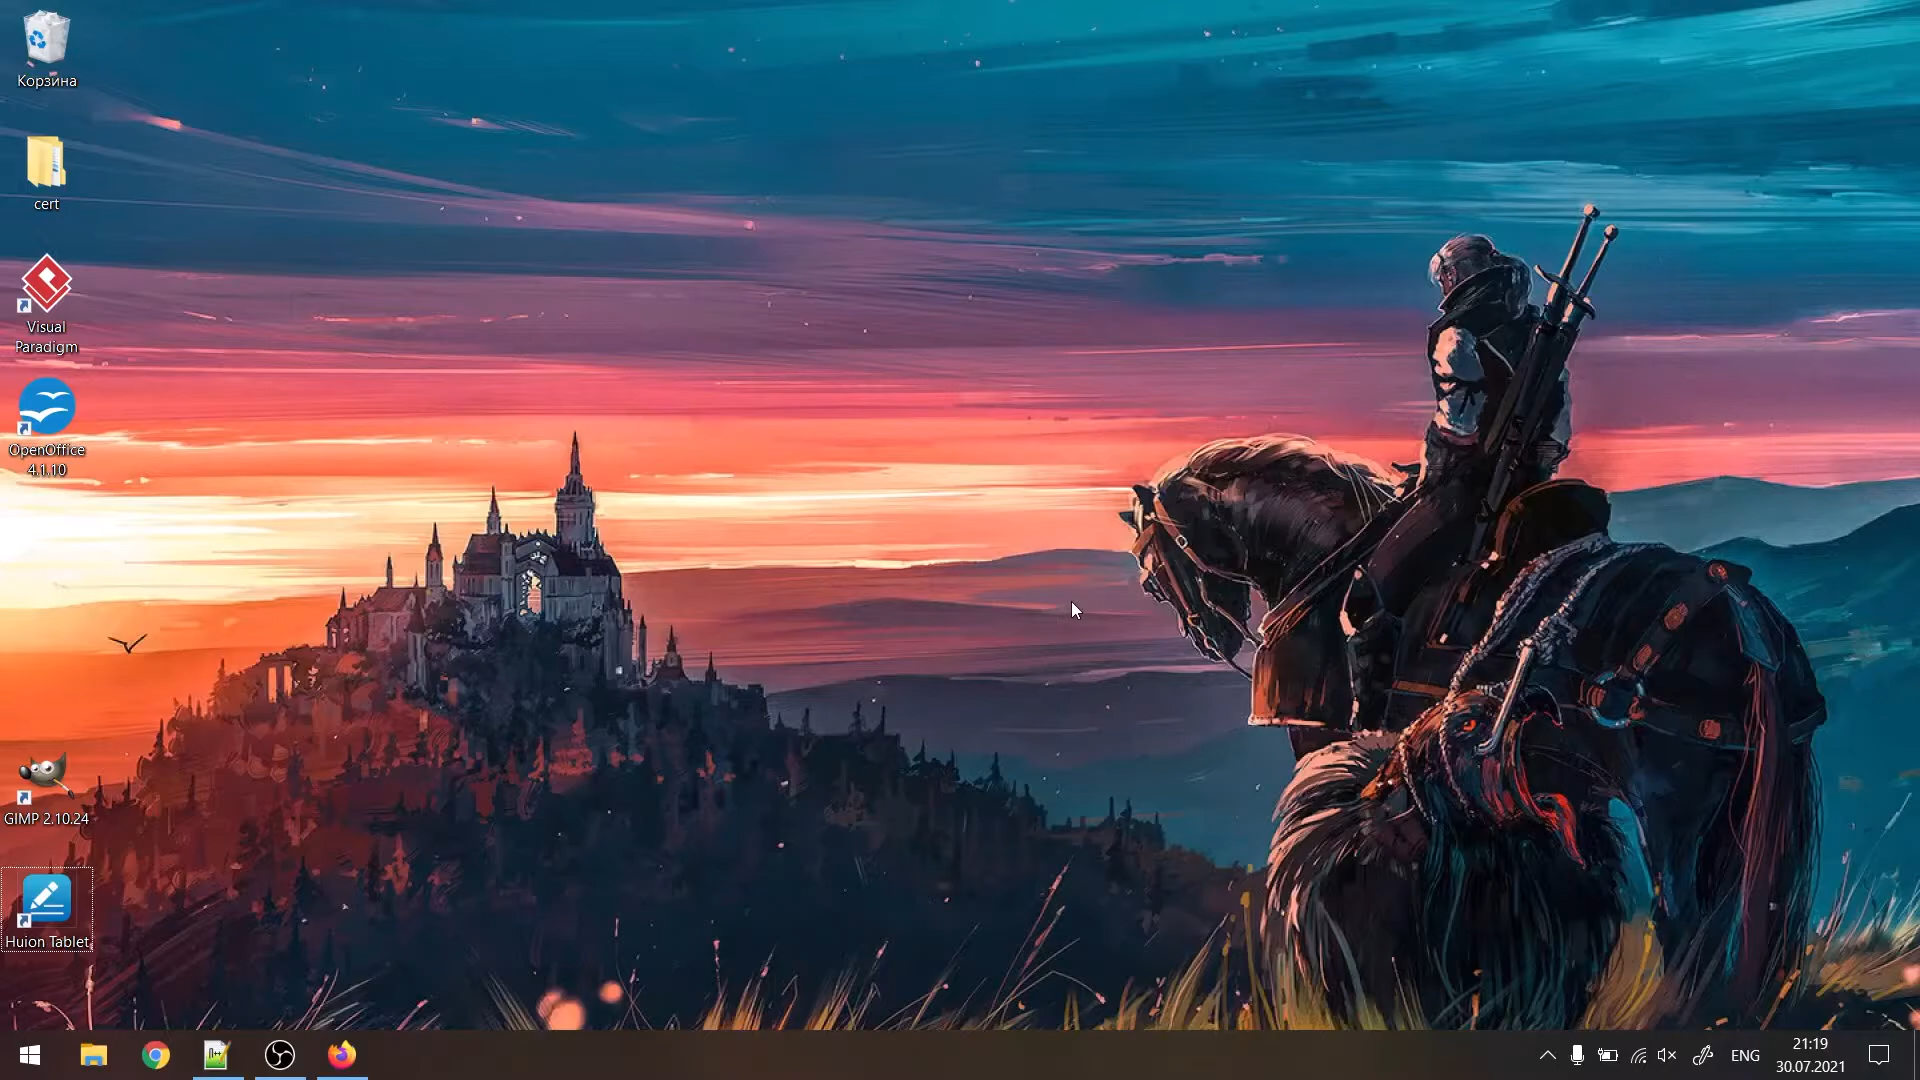 Корзина
cert
Visual
Paradigm
OpenOffice
4.1.10
GIMP 2.10.24
Huion Tablet
ENG
21:19
30.07.2021